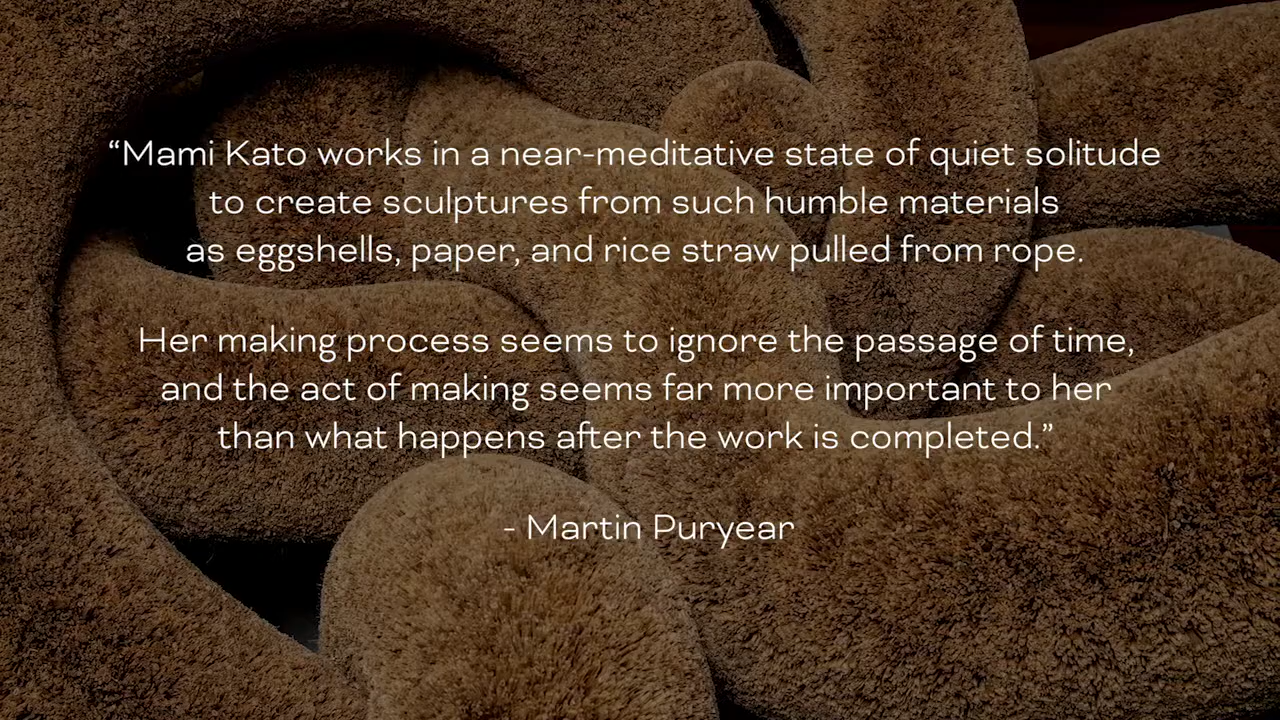 “Mami Kato works in a near-meditative state of quiet solitude
to create sculptures from such humble materials
as eggshells, paper, and rice straw pulled from rope.
Her making process seems to ignore the passage of time,
and the act of making seems far more important to her
than what happens after the work is completed.”
- Martin Puryear